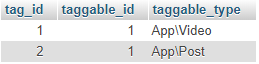 tag_id taggable_id taggable_type
1 1 App\Video
2 1 App\Post